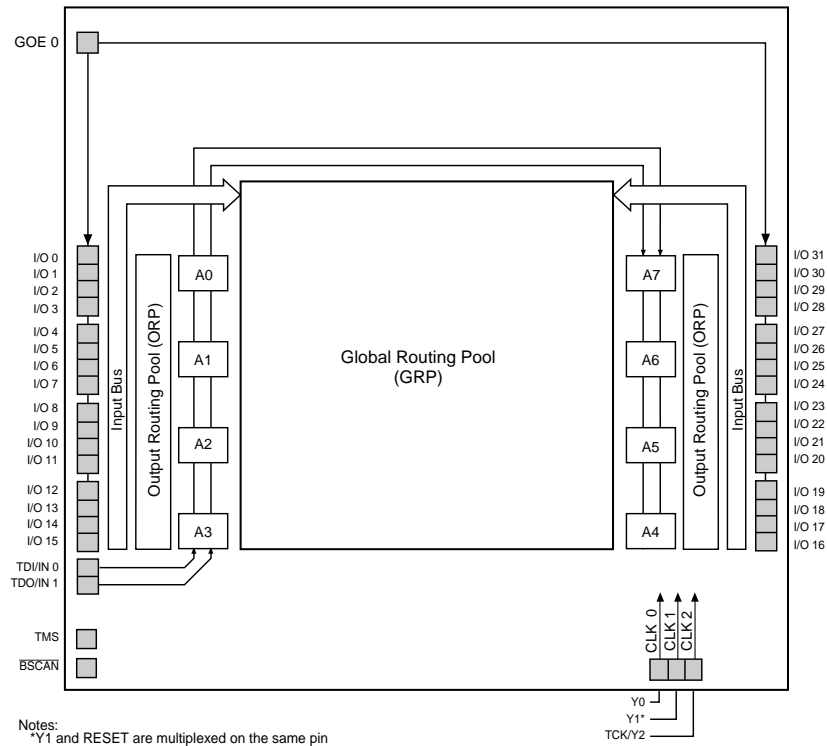 GOE 0
I/O 0
I/O 1
I/O 2
I/O 3
I/O 4
I/O 5
I/O 6
I/O 7
I/O 8
I/O 9
I/O 10
I/O 11
I/O 12
I/O 13
I/O 14
I/O 15
TDI/IN 0
TDO/IN 1
TMS
BSCAN
Input Bus
Output Routing Pool (ORP)
A0
A1
A2
A3
Global Routing Pool
(GRP)
A7
A6
A5
A4
Output Routing Pool (ORP)
Input Bus
I/O 31
I/O 30
I/O 29
I/O 28
I/O 27
I/O 26
I/O 25
I/O 24
I/O 23
I/O 22
I/O 21
I/O 20
I/O 19
I/O 18
I/O 17
I/O 16
CLK 0
CLK 1
CLK 2
Y0
Y1*
TCK/Y2
Notes:
*Y1 and RESET are multiplexed on the same pin